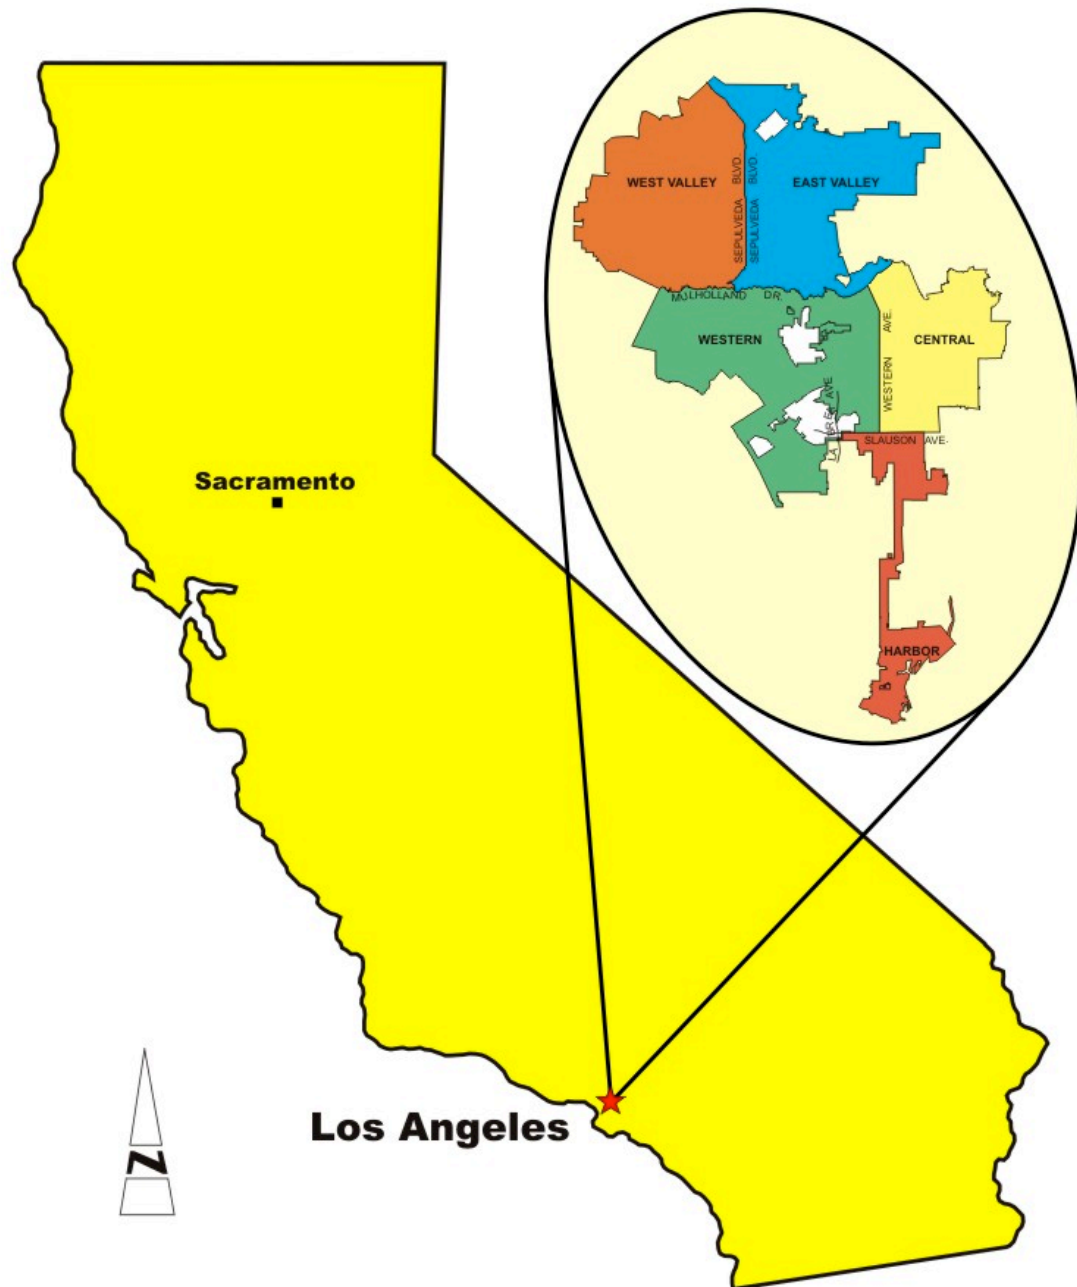 WEST VALLEY
SEPULVEDA BLVD.
SEPULVEDA BLVD.
EAST VALLEY
MULHOLLAND DR.
WESTERN
WESTERN AVE.
CENTRAL
LA BREA AVE
SLAUSON AVE.
HARBOR
Sacramento
Los Angeles
N